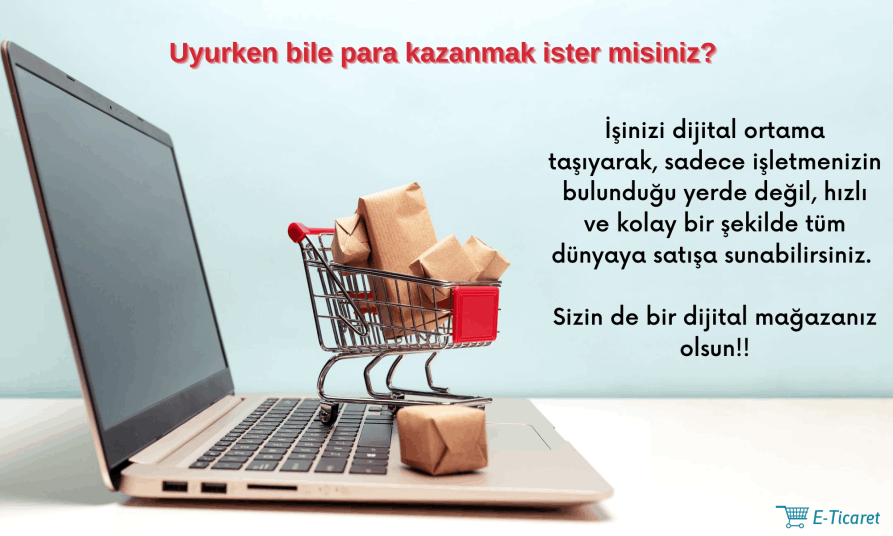 Uyurken bile para kazanmak ister misiniz?
İşinizi dijital ortama
taşıyarak, sadece işletmenizin
bulunduğu yerde değil, hızlı
ve kolay bir şekilde tüm
dünyaya satışa sunabilirsiniz.
Sizin de bir dijital mağazanız
olsun!!
E-Ticaret